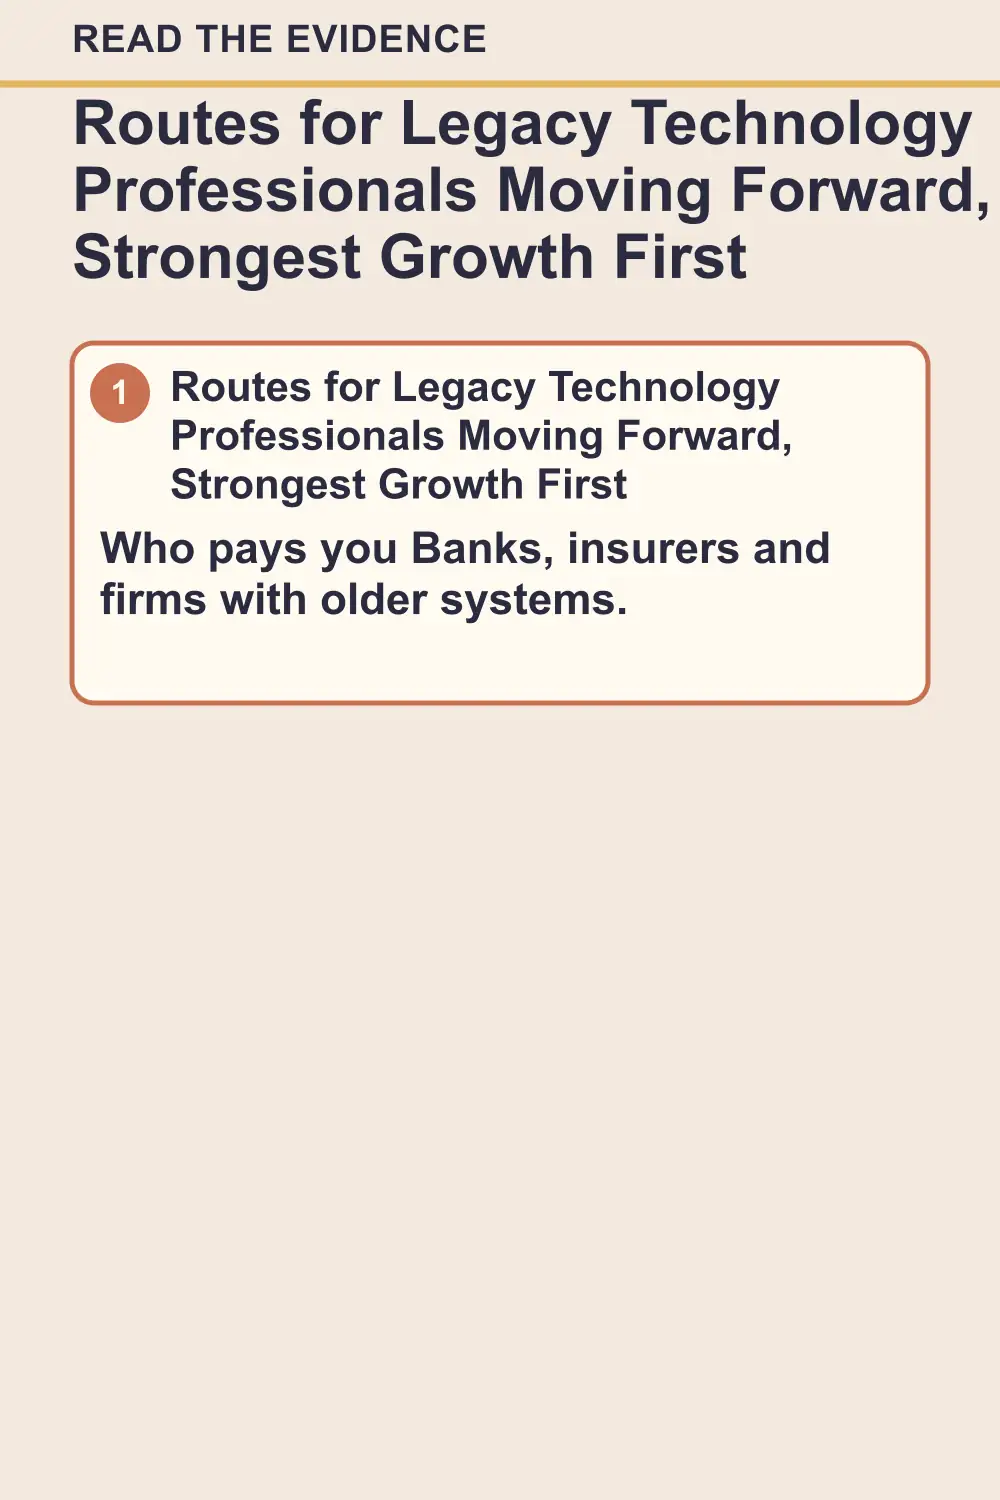 READ THE EVIDENCE
Routes for Legacy Technology
Professionals Moving Forward,
Strongest Growth First
1
Routes for Legacy Technology
Professionals Moving Forward,
Strongest Growth First
Who pays you Banks, insurers and
firms with older systems.